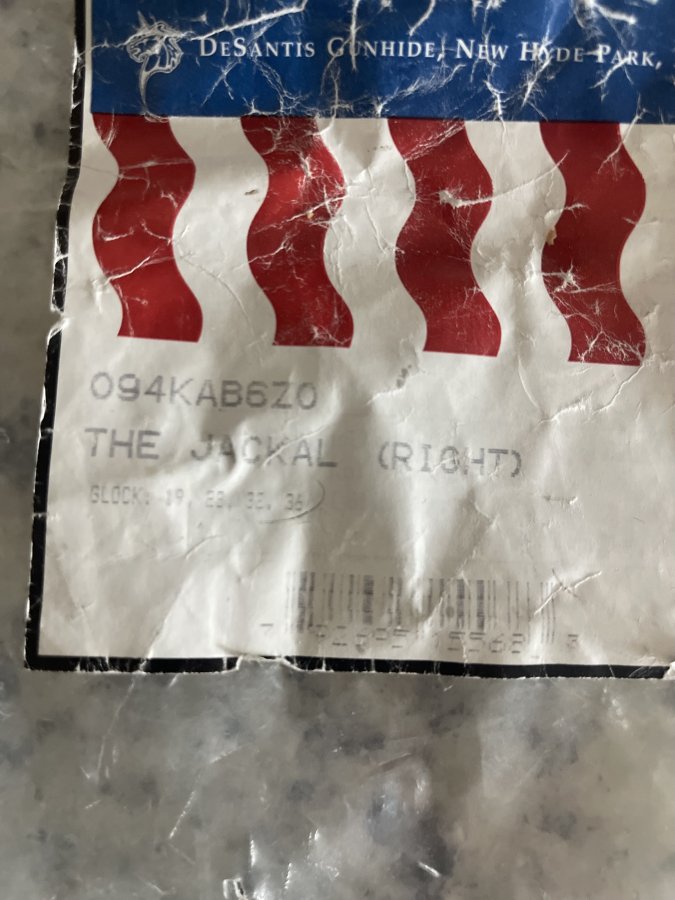 DeSantis Gunhide, New Hyde Park,
094KAB6Z0
THE JACKAL (RIGHT)
GLOCK: 19, 23, 32, 36